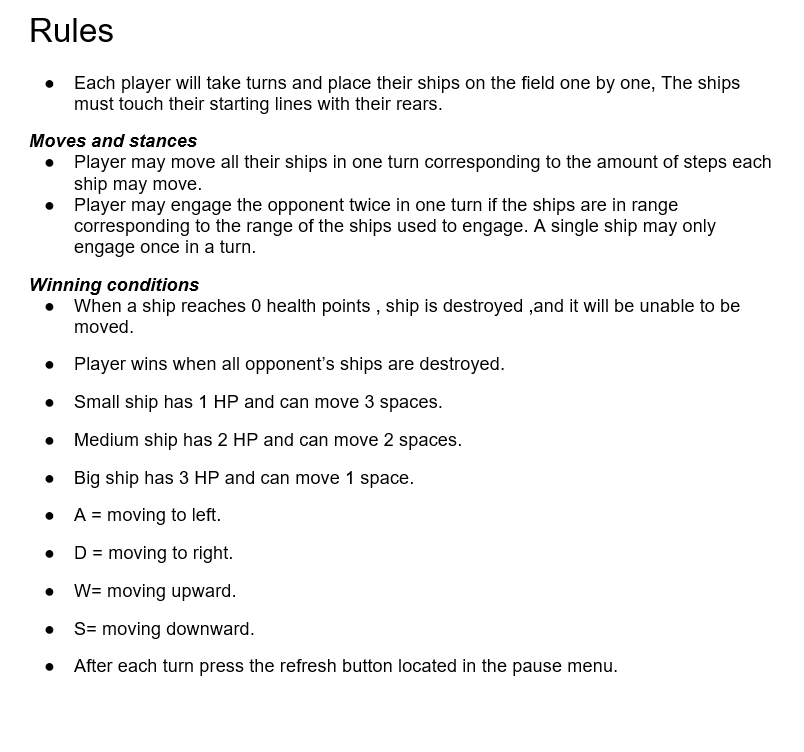 Rules
● Each player will take turns and place their ships on the field one by one, The ships
must touch their starting lines with their rears.
Moves and stances
● Player may move all their ships in one turn corresponding to the amount of steps each
ship may move.
● Player may engage the opponent twice in one turn if the ships are in range
corresponding to the range of the ships used to engage. A single ship may only
engage once in a turn.
Winning conditions
● When a ship reaches 0 health points , ship is destroyed ,and it will be unable to be
moved.
● Player wins when all opponent’s ships are destroyed.
● Small ship has 1 HP and can move 3 spaces.
● Medium ship has 2 HP and can move 2 spaces.
● Big ship has 3 HP and can move 1 space.
● A = moving to left.
● D = moving to right.
● W= moving upward.
● S= moving downward.
● After each turn press the refresh button located in the pause menu.